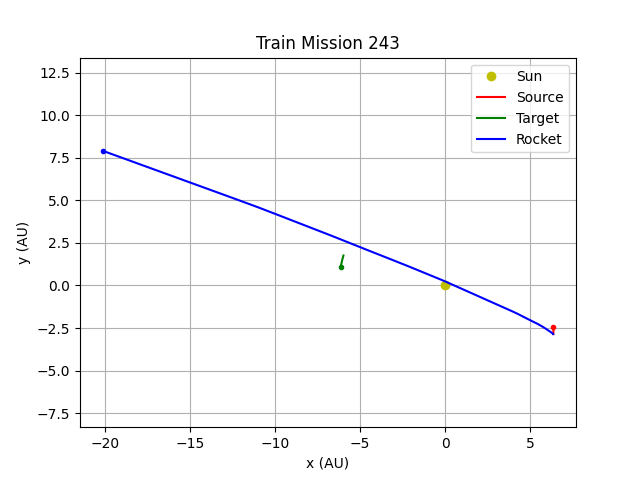 Train Mission 243
Sun
Source
Target
Rocket
y (AU)
12.5
10.0
7.5
5.0
2.5
0.0
−2.5
−5.0
−7.5
−20 −15 −10 −5 0 5
x (AU)